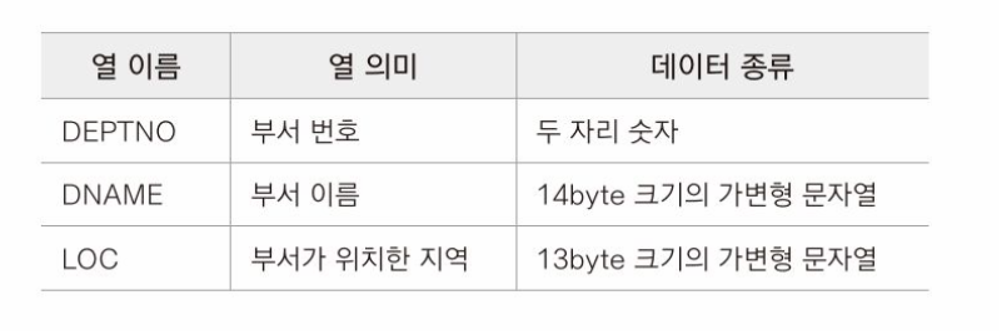 열 이름 열 의미 데이터 종류
DEPTNO 부서 번호 두 자리 숫자
DNAME 부서 이름 14byte 크기의 가변형 문자열
LOC 부서가 위치한 지역 13byte 크기의 가변형 문자열